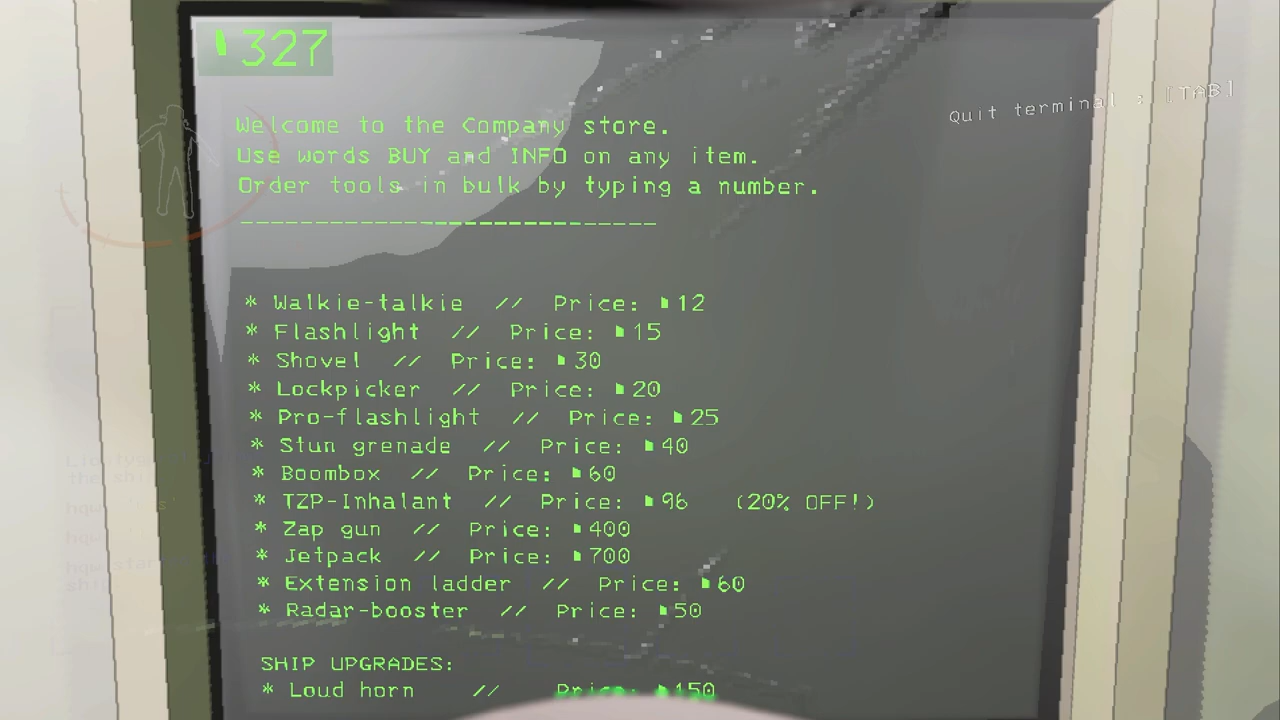 327
Quit terminal : [TAB]
Welcome to the Company store.
Use words BUY and INFO on any item.
Order tools in bulk by typing a number.
----------------------------
* Walkie-talkie // Price: ▮12
* Flashlight // Price: ▮15
* Shovel // Price: ▮30
* Lockpicker // Price: ▮20
* Pro-flashlight // Price: ▮25
* Stun grenade // Price: ▮40
* Boombox // Price: ▮60
* TZP-Inhalant // Price: ▮96 (20% OFF!)
* Zap gun // Price: ▮400
* Jetpack // Price: ▮700
* Extension ladder // Price: ▮60
* Radar-booster // Price: ▮50
SHIP UPGRADES:
* Loud horn // Price: ▮150